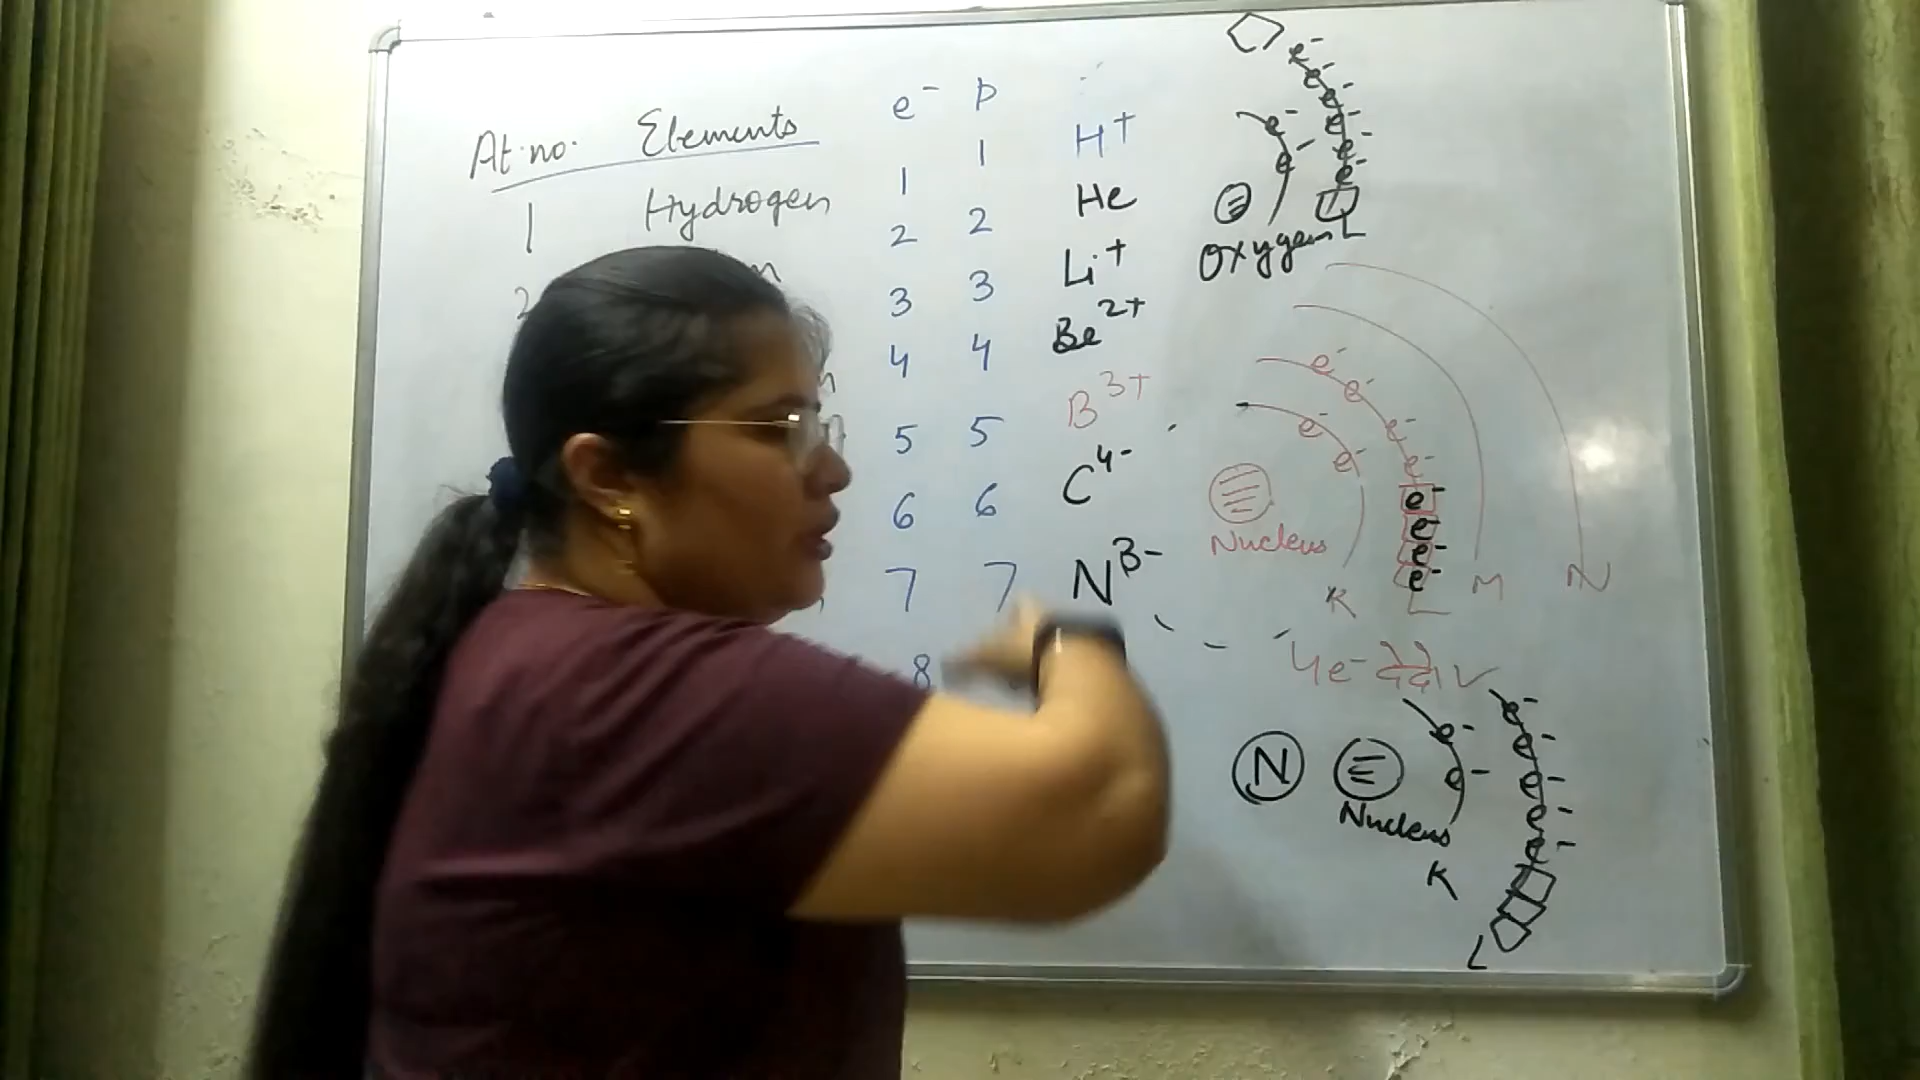 At.no. Elements e⁻ p
1 Hydrogen 1 1 H⁺
2 2 2 He
3 3 Li⁺
4 4 Be²⁺
5 5 B³⁺
6 6 C⁴⁻
7 7 N³⁻
8
e⁻
e⁻
e⁻
e⁻
e⁻
e⁻
e⁻
e⁻
L
Oxygen
e⁻
e⁻
e⁻
e⁻
e⁻
e⁻
e⁻
e⁻
e⁻
e⁻
Nucleus
K L M N
4e⁻
N
Nucleus
e⁻
e⁻
e⁻
e⁻
e⁻
e⁻
e⁻
K
L